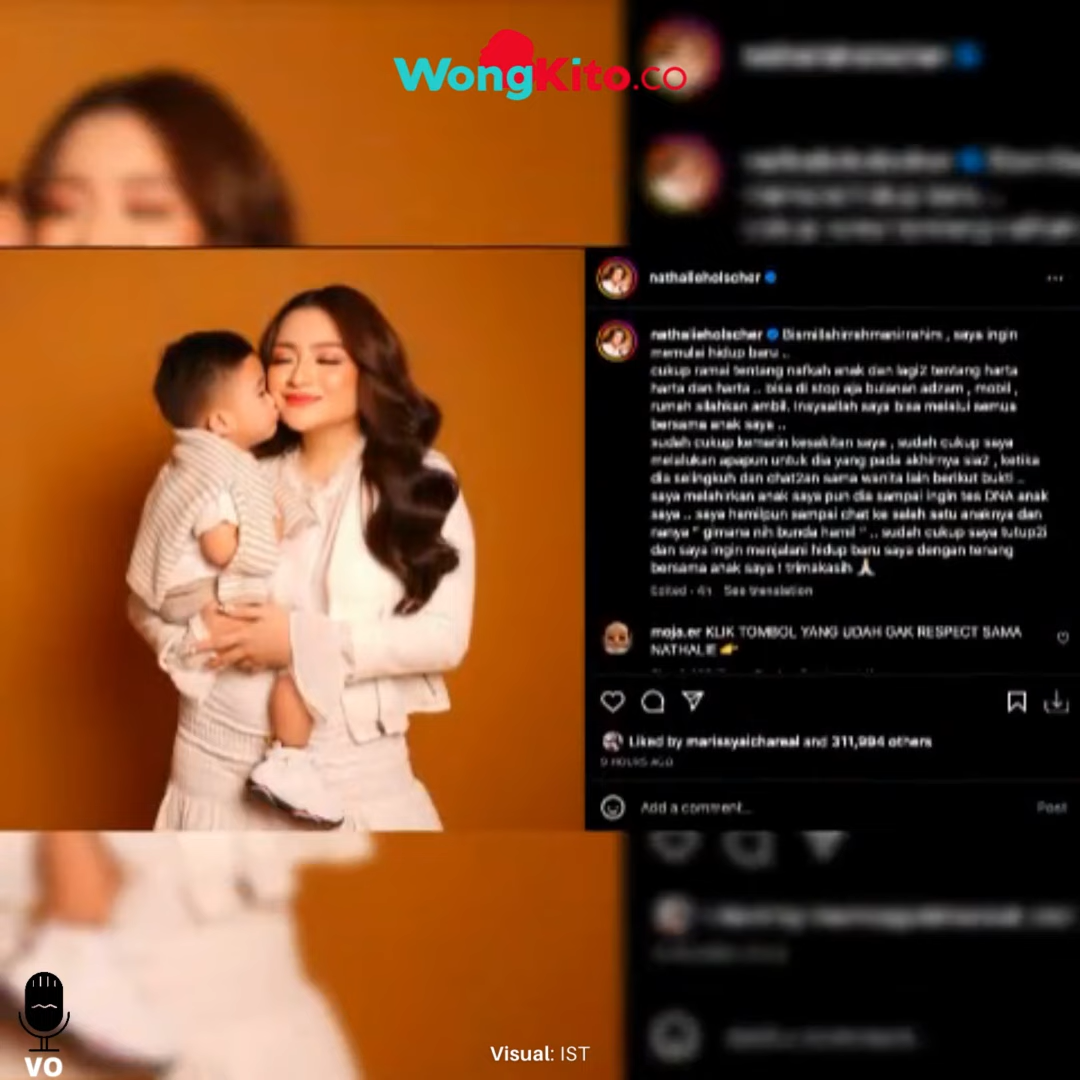 WongKito.co
nathalieholscher
nathalieholscher Bismillahirrahmanirrahim , saya ingin
memulai hidup baru ..
cukup ramai tentang nafkah anak dan lagi2 tentang harta
harta dan harta .. bisa di stop aja bulanan adzam , mobil ,
rumah silahkan ambil. Insyaallah saya bisa melalui semua
bersama anak saya ..
sudah cukup kemarin kesakitan saya , sudah cukup saya
melalukan apapun untuk dia yang pada akhirnya sia2 , ketika
dia selingkuh dan chat2an sama wanita lain berikut bukti ..
saya melahirkan anak saya pun dia sampai ingin tes DNA anak
saya .. saya hamilpun sampai chat ke salah satu anaknya dan
nanya " gimana nih bunda hamil " .. sudah cukup saya tutup2i
dan saya ingin menjalani hidup baru saya dengan tenang
bersama anak saya ! trimakasih 🙏
Edited · 4h See translation
moja.er KLIK TOMBOL YANG UDAH GAK RESPECT SAMA
NATHALIE 👉
Liked by marissyaichareal and 311,994 others
9 HOURS AGO
Add a comment...
Post
VO
Visual: IST